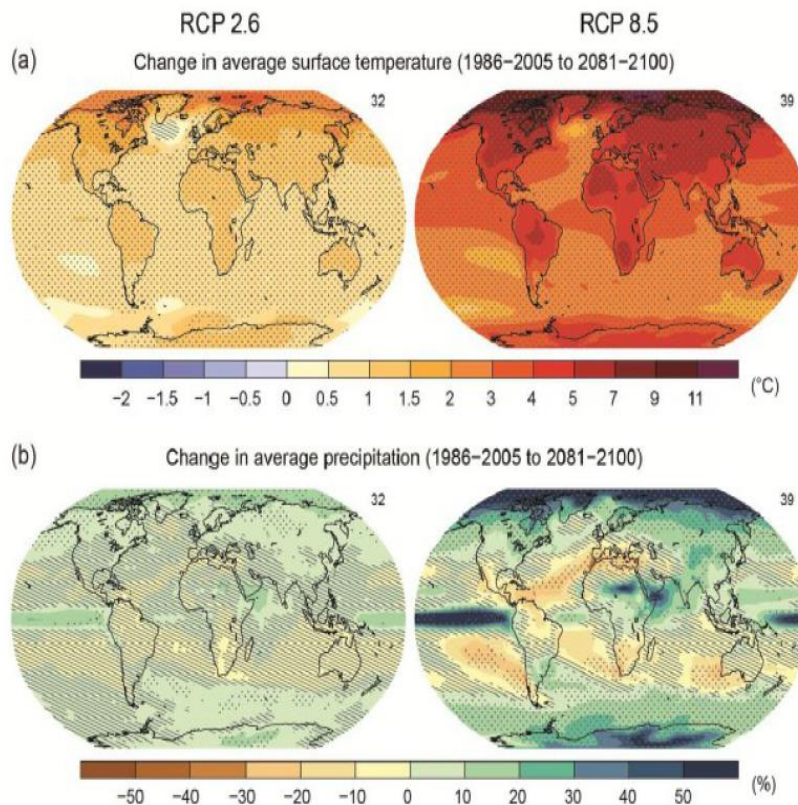 RCP 2.6 RCP 8.5
(a) Change in average surface temperature (1986−2005 to 2081−2100)
32 39
−2 −1.5 −1 −0.5 0 0.5 1 1.5 2 3 4 5 7 9 11 (°C)
(b) Change in average precipitation (1986−2005 to 2081−2100)
32 39
−50 −40 −30 −20 −10 0 10 20 30 40 50 (%)